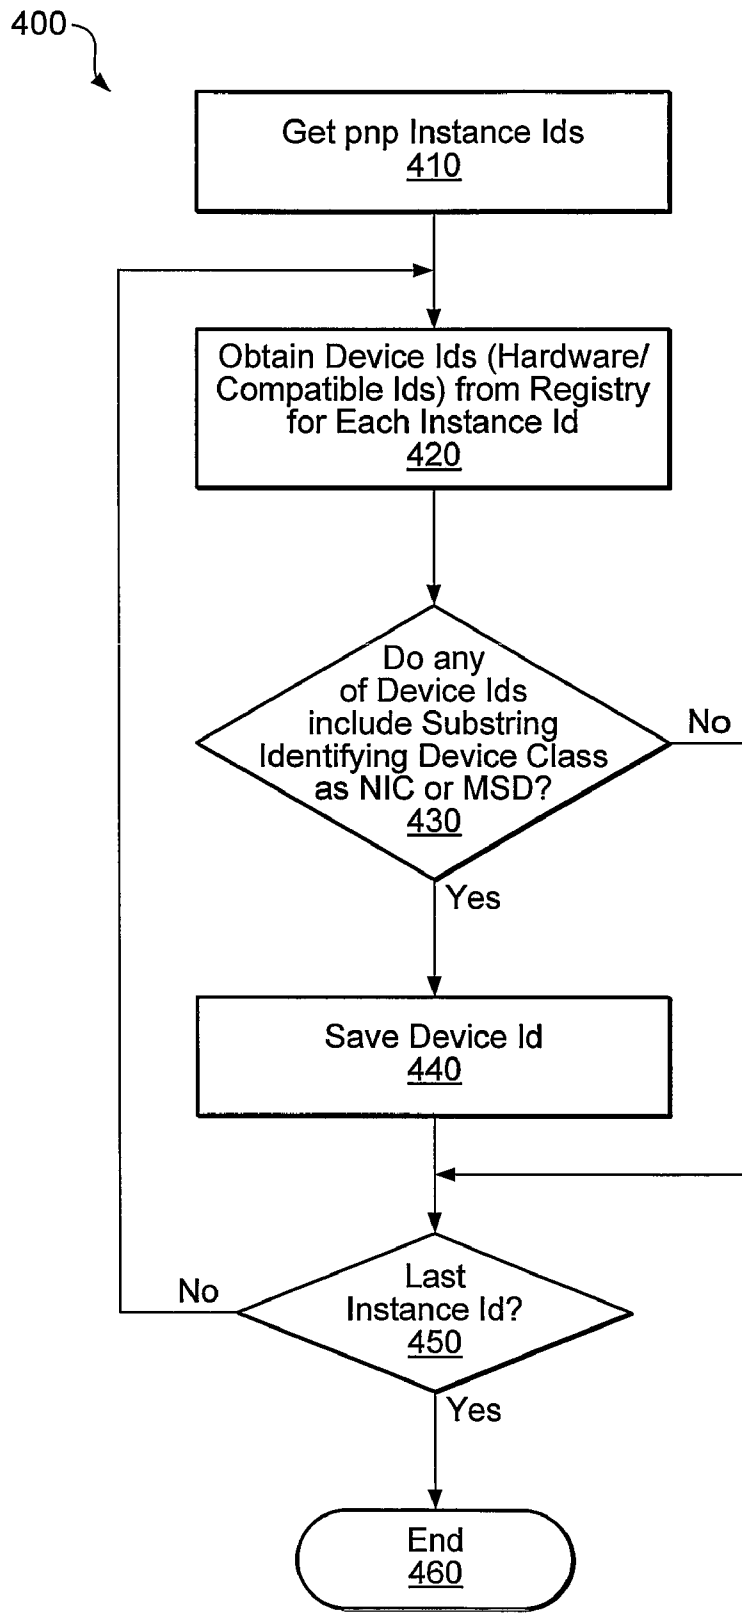 400
Get pnp Instance Ids
410
Obtain Device Ids (Hardware/
Compatible Ids) from Registry
for Each Instance Id
420
Do any
of Device Ids
include Substring
Identifying Device Class
as NIC or MSD?
430
No
Yes
Save Device Id
440
Last
Instance Id?
450
No
Yes
End
460